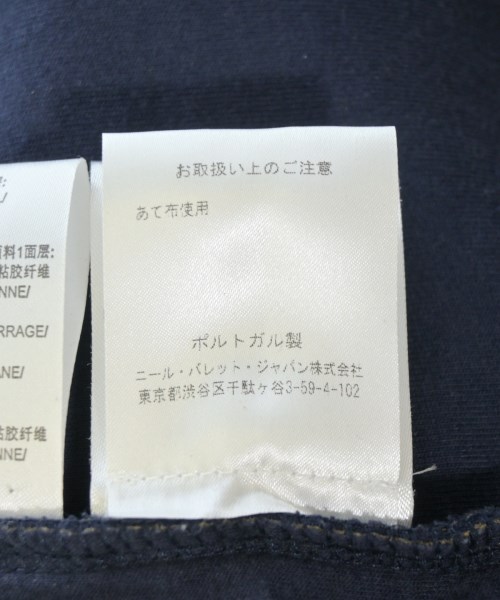 お取扱い上のご注意
あて布使用
ポルトガル製
ニール・バレット・ジャパン株式会社
東京都渋谷区千駄ヶ谷3-59-4-102
料1面层:
粘胶纤维
NNE/
RRAGE/
ANE/
粘胶纤维
NNE/